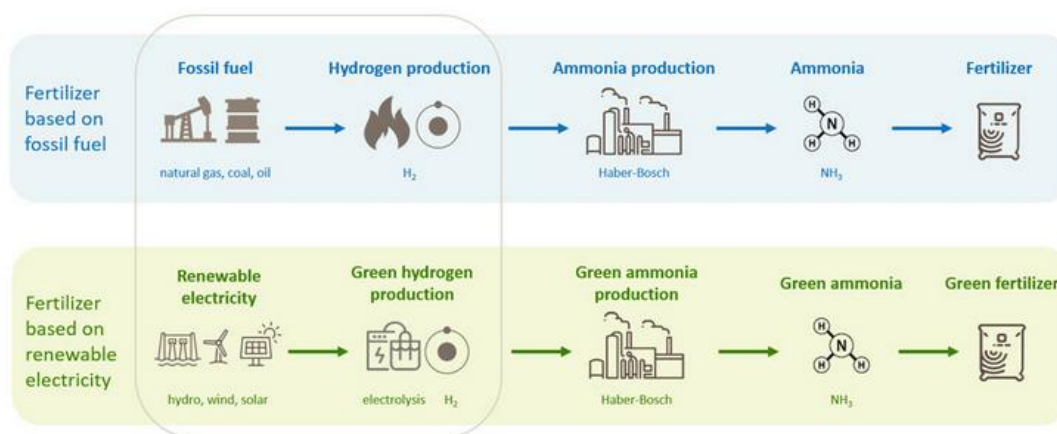 Fertilizer
based on
fossil fuel
Fossil fuel
natural gas, coal, oil
Hydrogen production
H₂
Ammonia production
Haber-Bosch
Ammonia
H
N
H
H
NH₃
Fertilizer
Fertilizer
based on
renewable
electricity
Renewable
electricity
hydro, wind, solar
Green hydrogen
production
electrolysis H₂
Green ammonia
production
Haber-Bosch
Green ammonia
H
N
H
H
NH₃
Green fertilizer